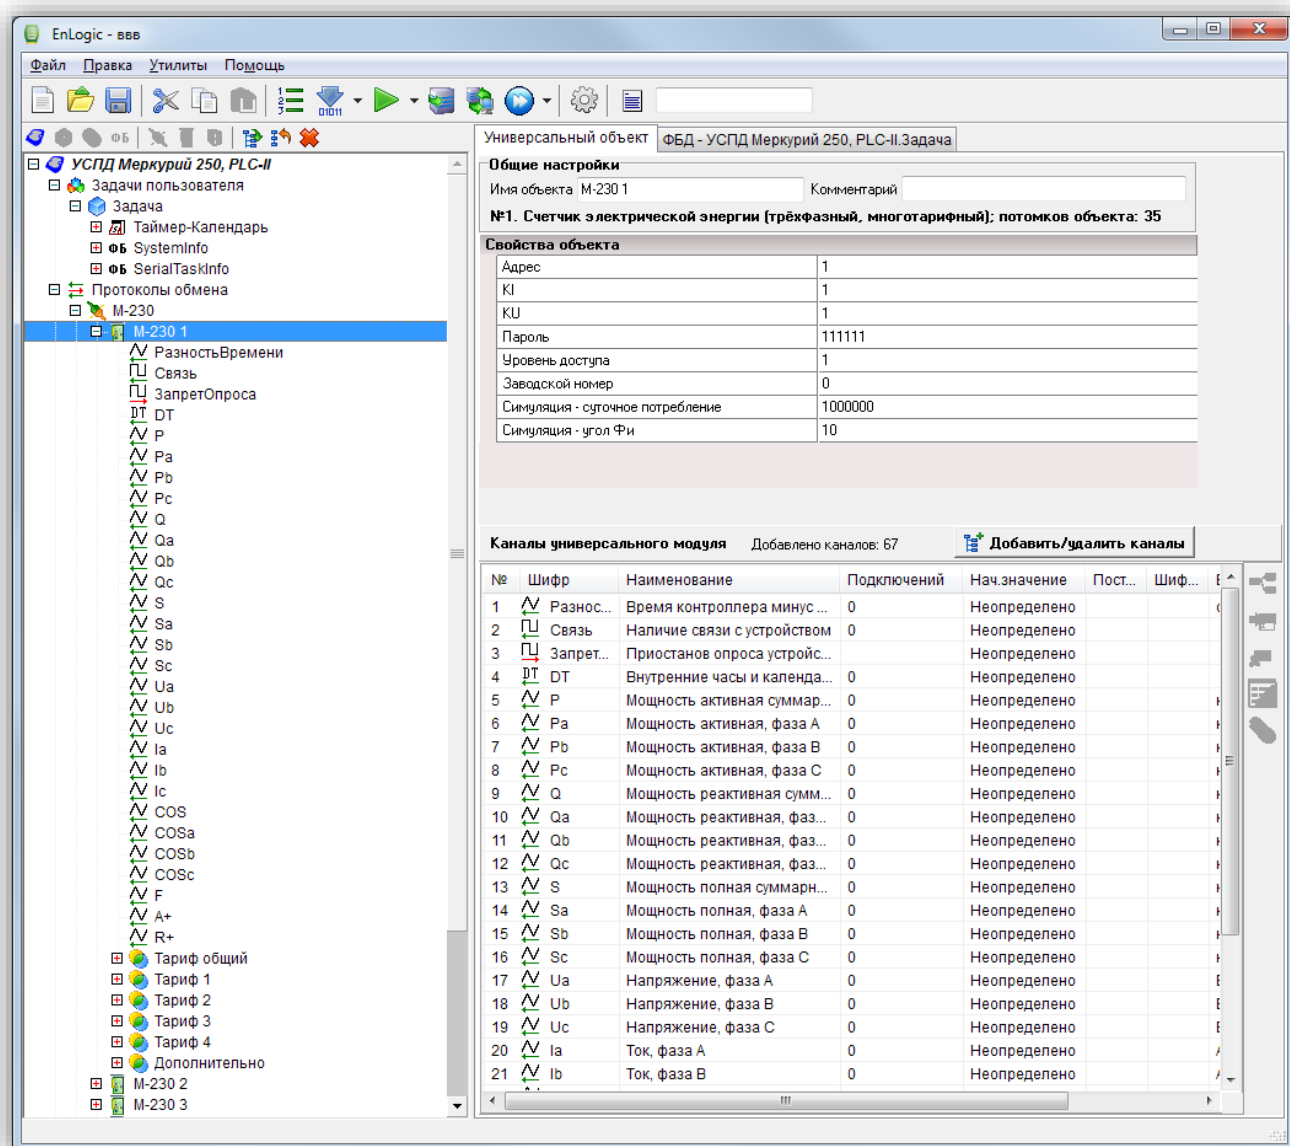 EnLogic - ввв
Файл Правка Утилиты Помощь
01011
ФБ
УСПД Меркурий 250, PLC-II
Задачи пользователя
Задача
Таймер-Календарь
ФБ SystemInfo
ФБ SerialTaskInfo
Протоколы обмена
М-230
М-230 1
РазностьВремени
Связь
ЗапретОпроса
DT DT
P
Pa
Pb
Pc
Q
Qa
Qb
Qc
S
Sa
Sb
Sc
Ua
Ub
Uc
Ia
Ib
Ic
COS
COSa
COSb
COSc
F
A+
R+
Тариф общий
Тариф 1
Тариф 2
Тариф 3
Тариф 4
Дополнительно
М-230 2
М-230 3
Универсальный объект ФБД - УСПД Меркурий 250, PLC-II.Задача
Общие настройки
Имя объекта М-230 1 Комментарий
№1. Счетчик электрической энергии (трёхфазный, многотарифный); потомков объекта: 35
Свойства объекта
Адрес 1
KI 1
KU 1
Пароль 111111
Уровень доступа 1
Заводской номер 0
Симуляция - суточное потребление 1000000
Симуляция - угол Фи 10
Каналы универсального модуля Добавлено каналов: 67 Добавить/удалить каналы
№ Шифр Наименование Подключений Нач.значение Пост... Шиф...
1 Разнос... Время контроллера минус ... 0 Неопределено
2 Связь Наличие связи с устройством 0 Неопределено
3 Запрет... Приостанов опроса устройс... Неопределено
4 DT DT Внутренние часы и календа... 0 Неопределено
5 P Мощность активная суммар... 0 Неопределено
6 Pa Мощность активная, фаза A 0 Неопределено
7 Pb Мощность активная, фаза B 0 Неопределено
8 Pc Мощность активная, фаза C 0 Неопределено
9 Q Мощность реактивная сумм... 0 Неопределено
10 Qa Мощность реактивная, фаз... 0 Неопределено
11 Qb Мощность реактивная, фаз... 0 Неопределено
12 Qc Мощность реактивная, фаз... 0 Неопределено
13 S Мощность полная суммарн... 0 Неопределено
14 Sa Мощность полная, фаза A 0 Неопределено
15 Sb Мощность полная, фаза B 0 Неопределено
16 Sc Мощность полная, фаза C 0 Неопределено
17 Ua Напряжение, фаза A 0 Неопределено
18 Ub Напряжение, фаза B 0 Неопределено
19 Uc Напряжение, фаза C 0 Неопределено
20 Ia Ток, фаза A 0 Неопределено
21 Ib Ток, фаза B 0 Неопределено